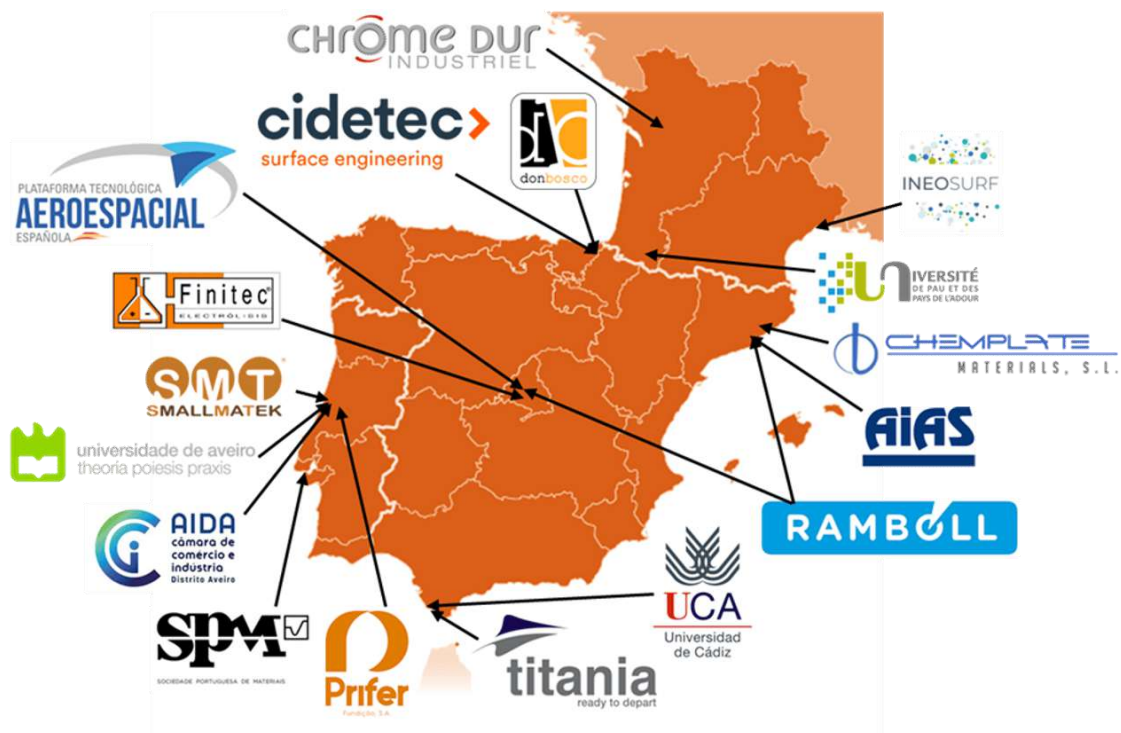 CHROME DUR
INDUSTRIEL
cidetec
surface engineering
dc
donbosco
PLATAFORMA TECNOLÓGICA
AEROESPACIAL
ESPAÑOLA
INEOSURF
UNIVERSITÉ
DE PAU ET DES
PAYS DE L'ADOUR
Finitec
ELECTRÓLISIS
CHEMPLATE
MATERIALS, S.L.
SMT
SMALLMATEK
universidade de aveiro
theoria poiesis praxis
AIAS
RAMBOLL
AIDA
câmara de
comércio e
indústria
Distrito Aveiro
UCA
Universidad
de Cádiz
spm
SOCIEDADE PORTUGUESA DE MATERIAIS
Prifer
Fundição, S.A.
titania
ready to depart